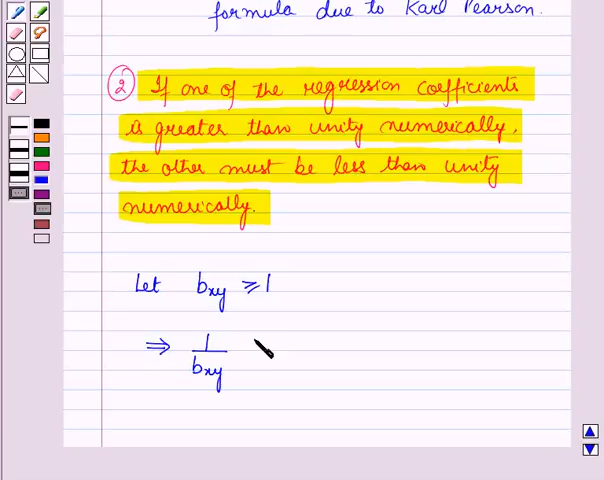 formula due to Karl Pearson.
② If one of the regression coefficients
is greater than unity numerically,
the other must be less than unity
numerically.
Let bxy ⩾ 1
⇒ 1/bxy